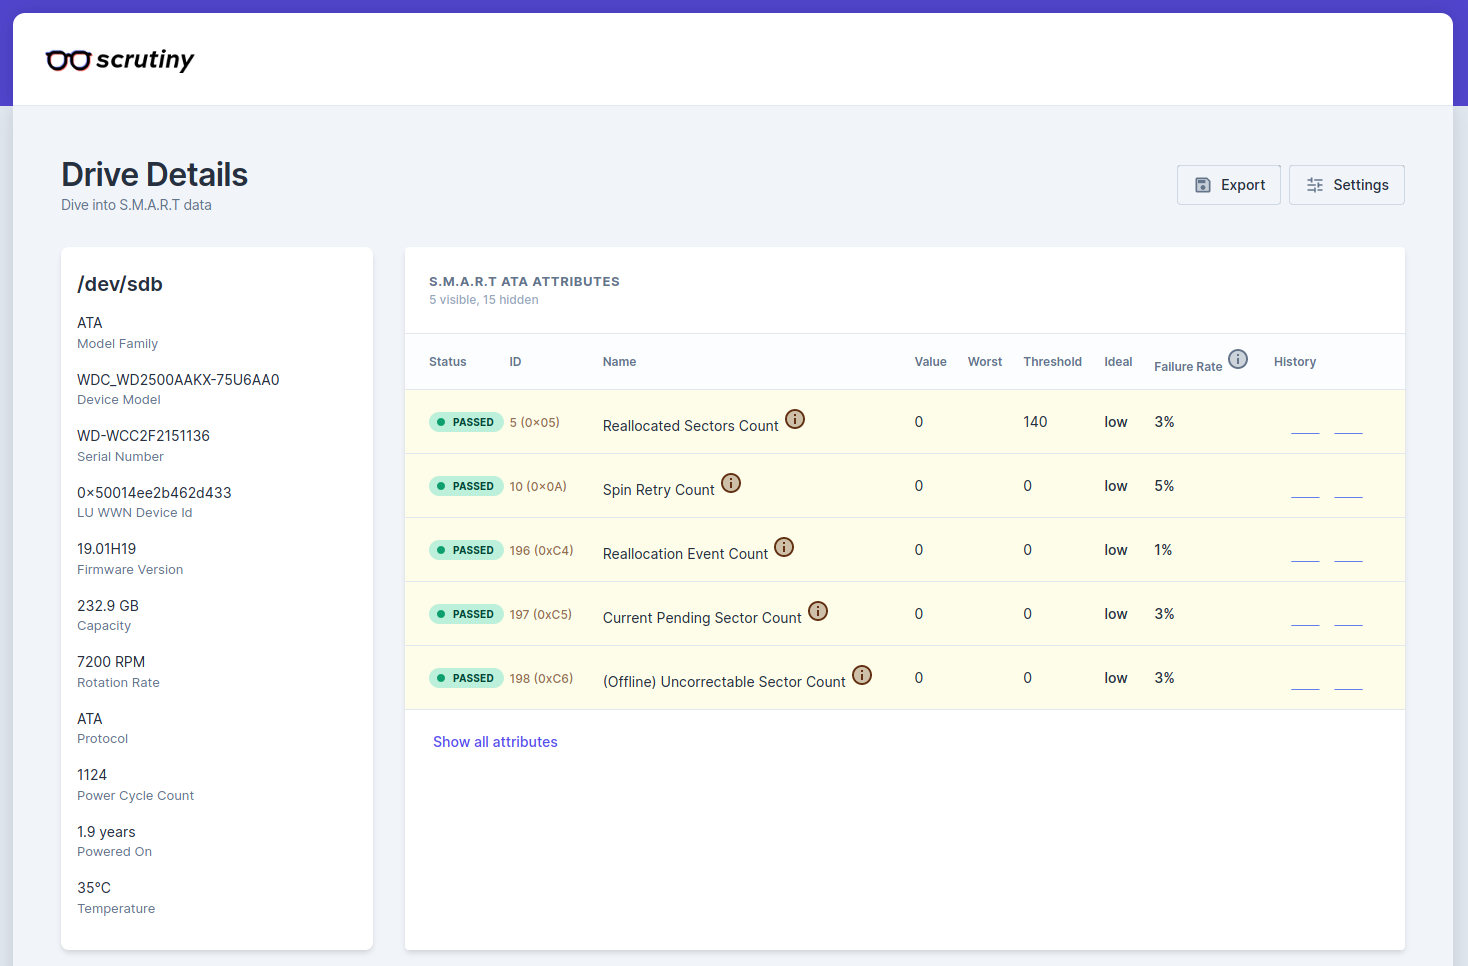 scrutiny
Drive Details
Dive into S.M.A.R.T data
Export
Settings
/dev/sdb
ATA
Model Family
WDC_WD2500AAKX-75U6AA0
Device Model
WD-WCC2F2151136
Serial Number
0x50014ee2b462d433
LU WWN Device Id
19.01H19
Firmware Version
232.9 GB
Capacity
7200 RPM
Rotation Rate
ATA
Protocol
1124
Power Cycle Count
1.9 years
Powered On
35°C
Temperature
S.M.A.R.T ATA ATTRIBUTES
5 visible, 15 hidden
Status ID Name Value Worst Threshold Ideal Failure Rate History
PASSED 5 (0x05) Reallocated Sectors Count 0 140 low 3%
PASSED 10 (0x0A) Spin Retry Count 0 0 low 5%
PASSED 196 (0xC4) Reallocation Event Count 0 0 low 1%
PASSED 197 (0xC5) Current Pending Sector Count 0 0 low 3%
PASSED 198 (0xC6) (Offline) Uncorrectable Sector Count 0 0 low 3%
Show all attributes